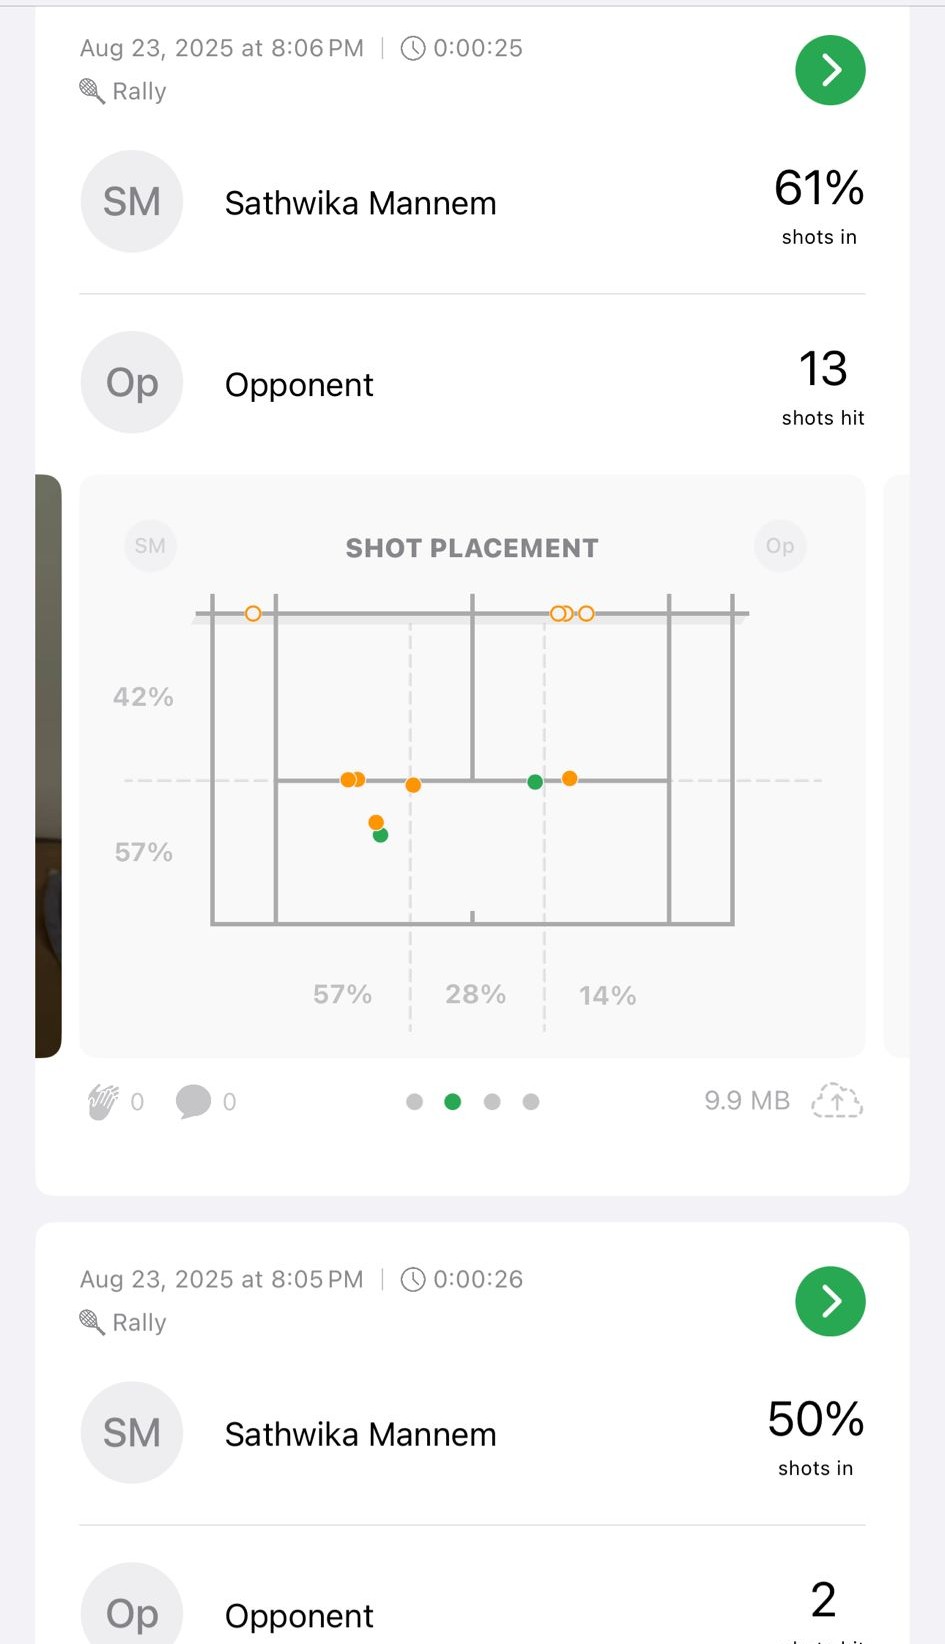 Aug 23, 2025 at 8:06 PM | 0:00:25
Rally
SM Sathwika Mannem 61%
shots in
Op Opponent 13
shots hit
SM SHOT PLACEMENT Op
42%
57%
57% 28% 14%
0 0 9.9 MB
Aug 23, 2025 at 8:05 PM | 0:00:26
Rally
SM Sathwika Mannem 50%
shots in
Op Opponent 2